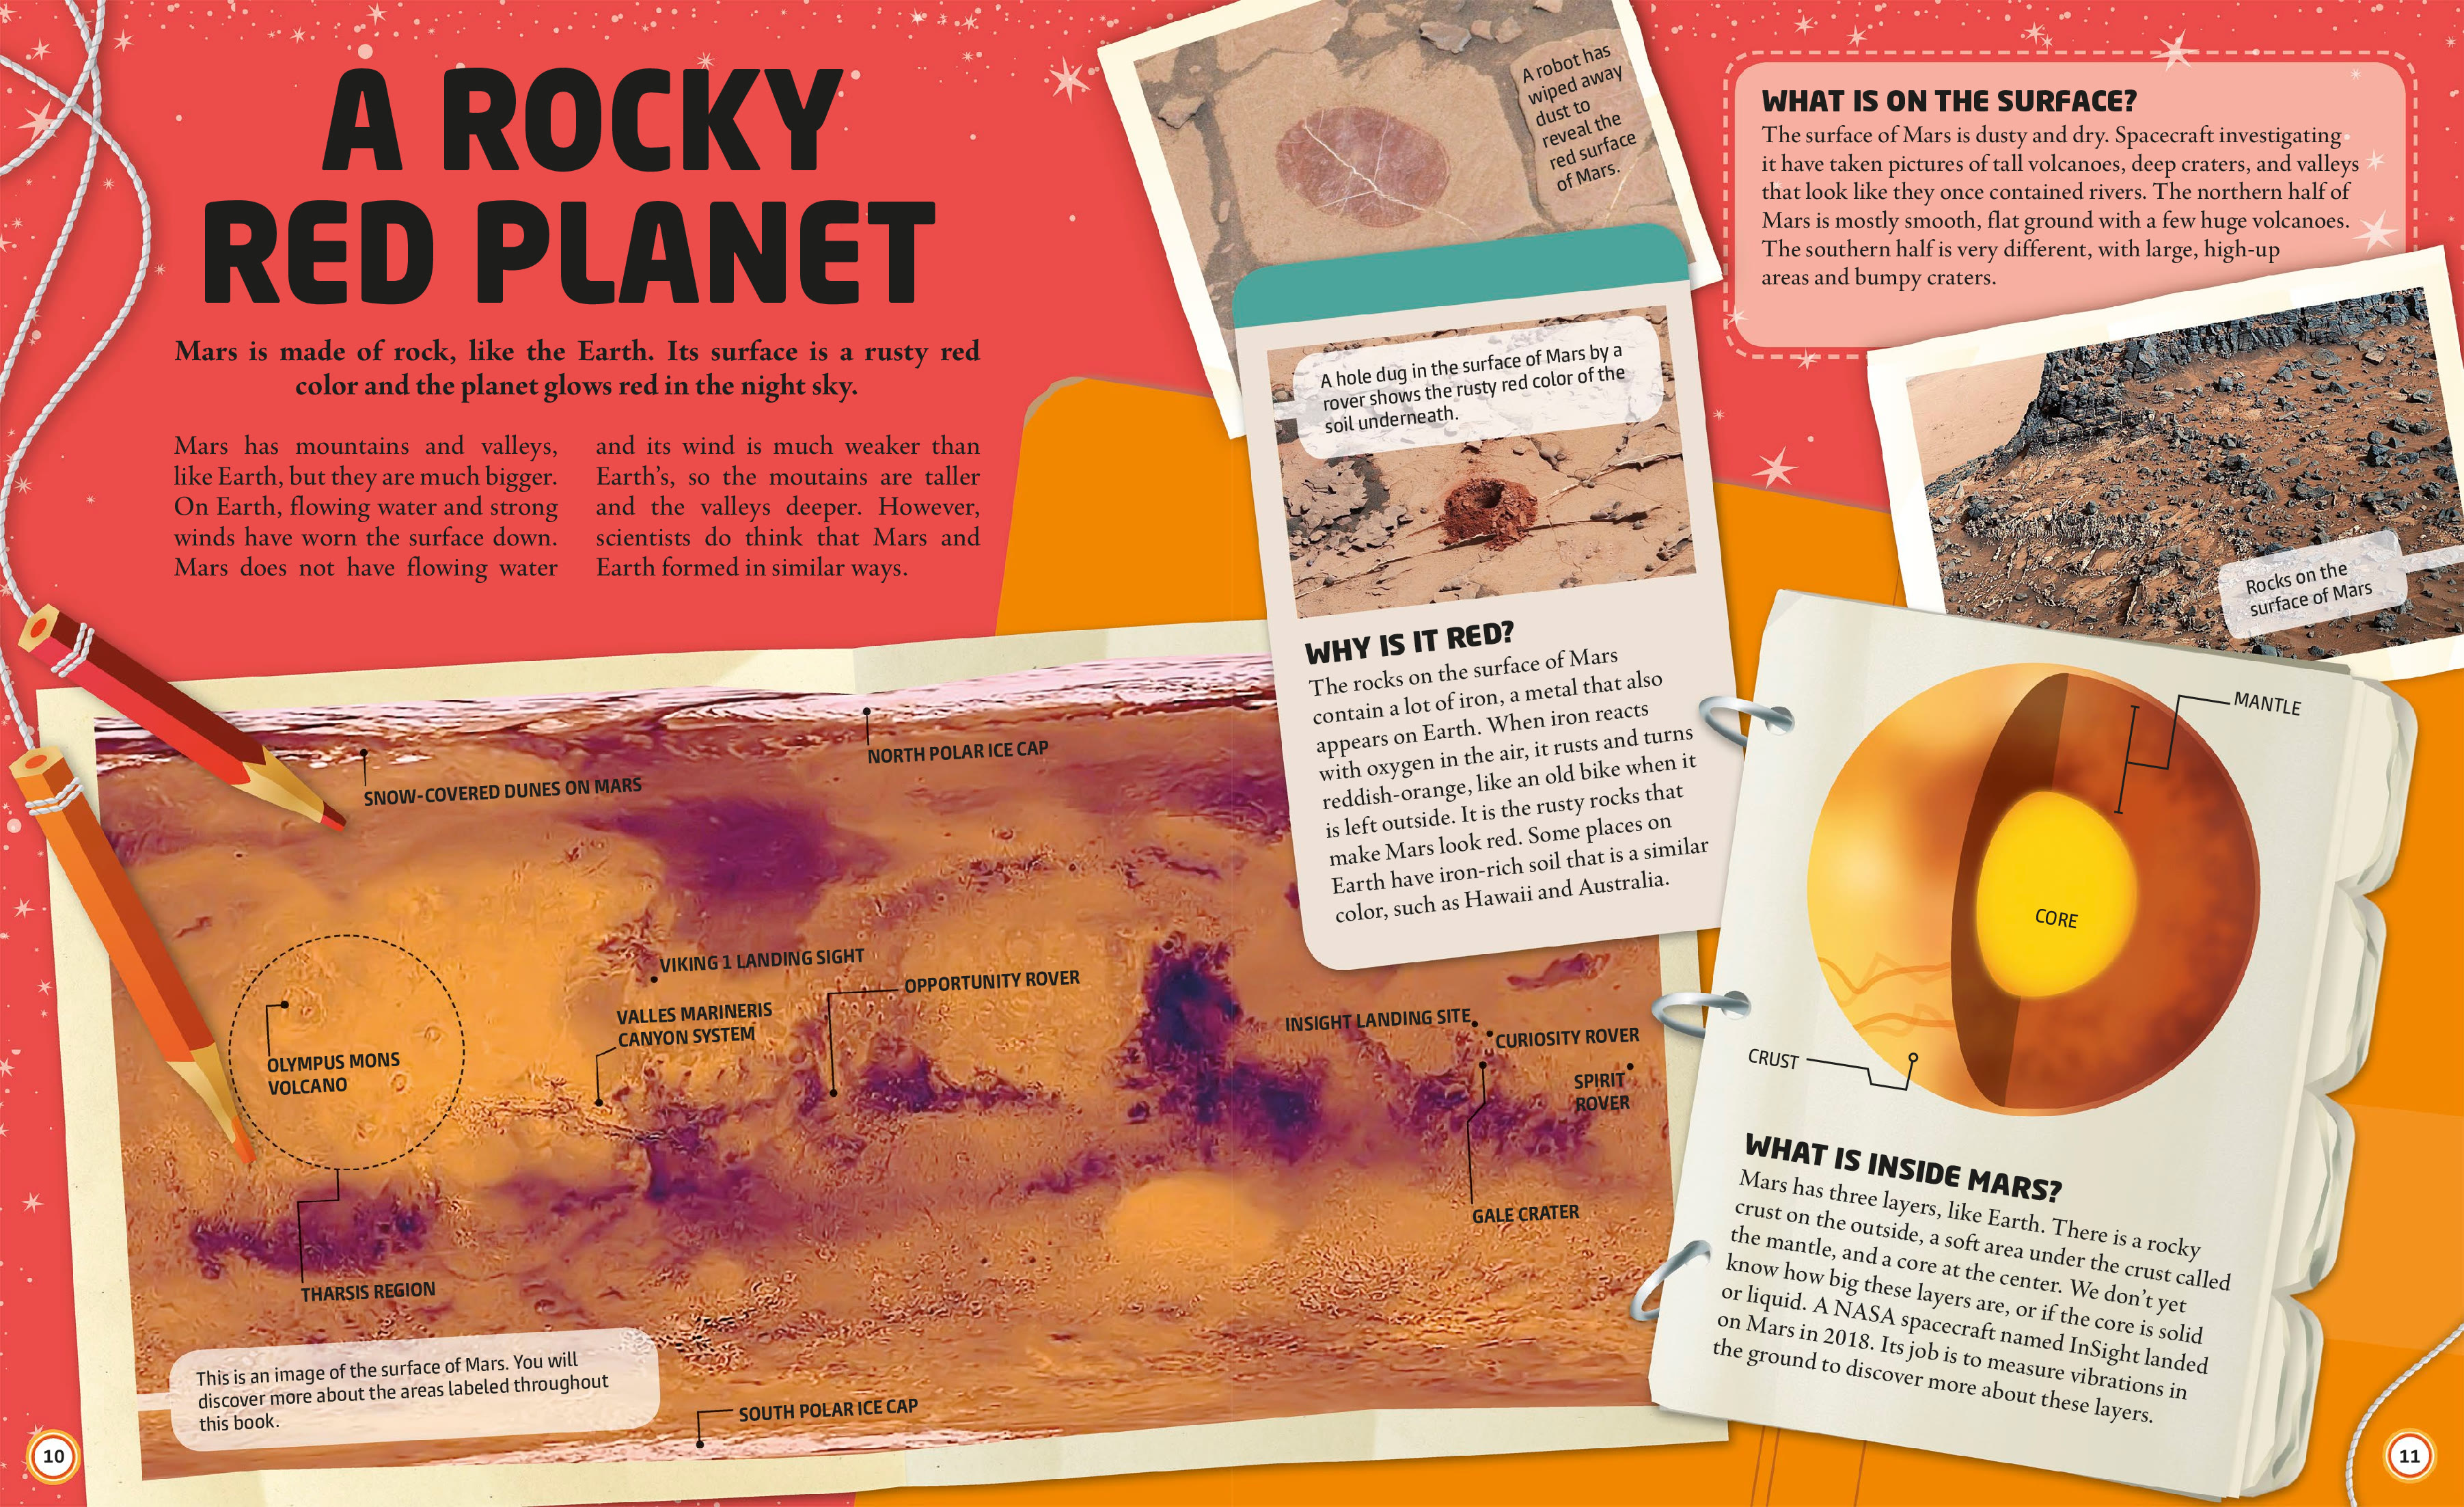 A ROCKY
RED PLANET
Mars is made of rock, like the Earth. Its surface is a rusty red
color and the planet glows red in the night sky.
Mars has mountains and valleys,
like Earth, but they are much bigger.
On Earth, flowing water and strong
winds have worn the surface down.
Mars does not have flowing water
and its wind is much weaker than
Earth's, so the moutains are taller
and the valleys deeper. However,
scientists do think that Mars and
Earth formed in similar ways.
SNOW-COVERED DUNES ON MARS
NORTH POLAR ICE CAP
VIKING 1 LANDING SIGHT
VALLES MARINERIS
CANYON SYSTEM
OPPORTUNITY ROVER
OLYMPUS MONS
VOLCANO
THARSIS REGION
INSIGHT LANDING SITE
CURIOSITY ROVER
SPIRIT
ROVER
GALE CRATER
SOUTH POLAR ICE CAP
This is an image of the surface of Mars. You will
discover more about the areas labeled throughout
this book.
10
A robot has
wiped away
dust to
reveal the
red surface
of Mars.
A hole dug in the surface of Mars by a
rover shows the rusty red color of the
soil underneath.
WHY IS IT RED?
The rocks on the surface of Mars
contain a lot of iron, a metal that also
appears on Earth. When iron reacts
with oxygen in the air, it rusts and turns
reddish-orange, like an old bike when it
is left outside. It is the rusty rocks that
make Mars look red. Some places on
Earth have iron-rich soil that is a similar
color, such as Hawaii and Australia.
WHAT IS ON THE SURFACE?
The surface of Mars is dusty and dry. Spacecraft investigating
it have taken pictures of tall volcanoes, deep craters, and valleys
that look like they once contained rivers. The northern half of
Mars is mostly smooth, flat ground with a few huge volcanoes.
The southern half is very different, with large, high-up
areas and bumpy craters.
Rocks on the
surface of Mars
MANTLE
CORE
CRUST
WHAT IS INSIDE MARS?
Mars has three layers, like Earth. There is a rocky
crust on the outside, a soft area under the crust called
the mantle, and a core at the center. We don't yet
know how big these layers are, or if the core is solid
or liquid. A NASA spacecraft named InSight landed
on Mars in 2018. Its job is to measure vibrations in
the ground to discover more about these layers.
11